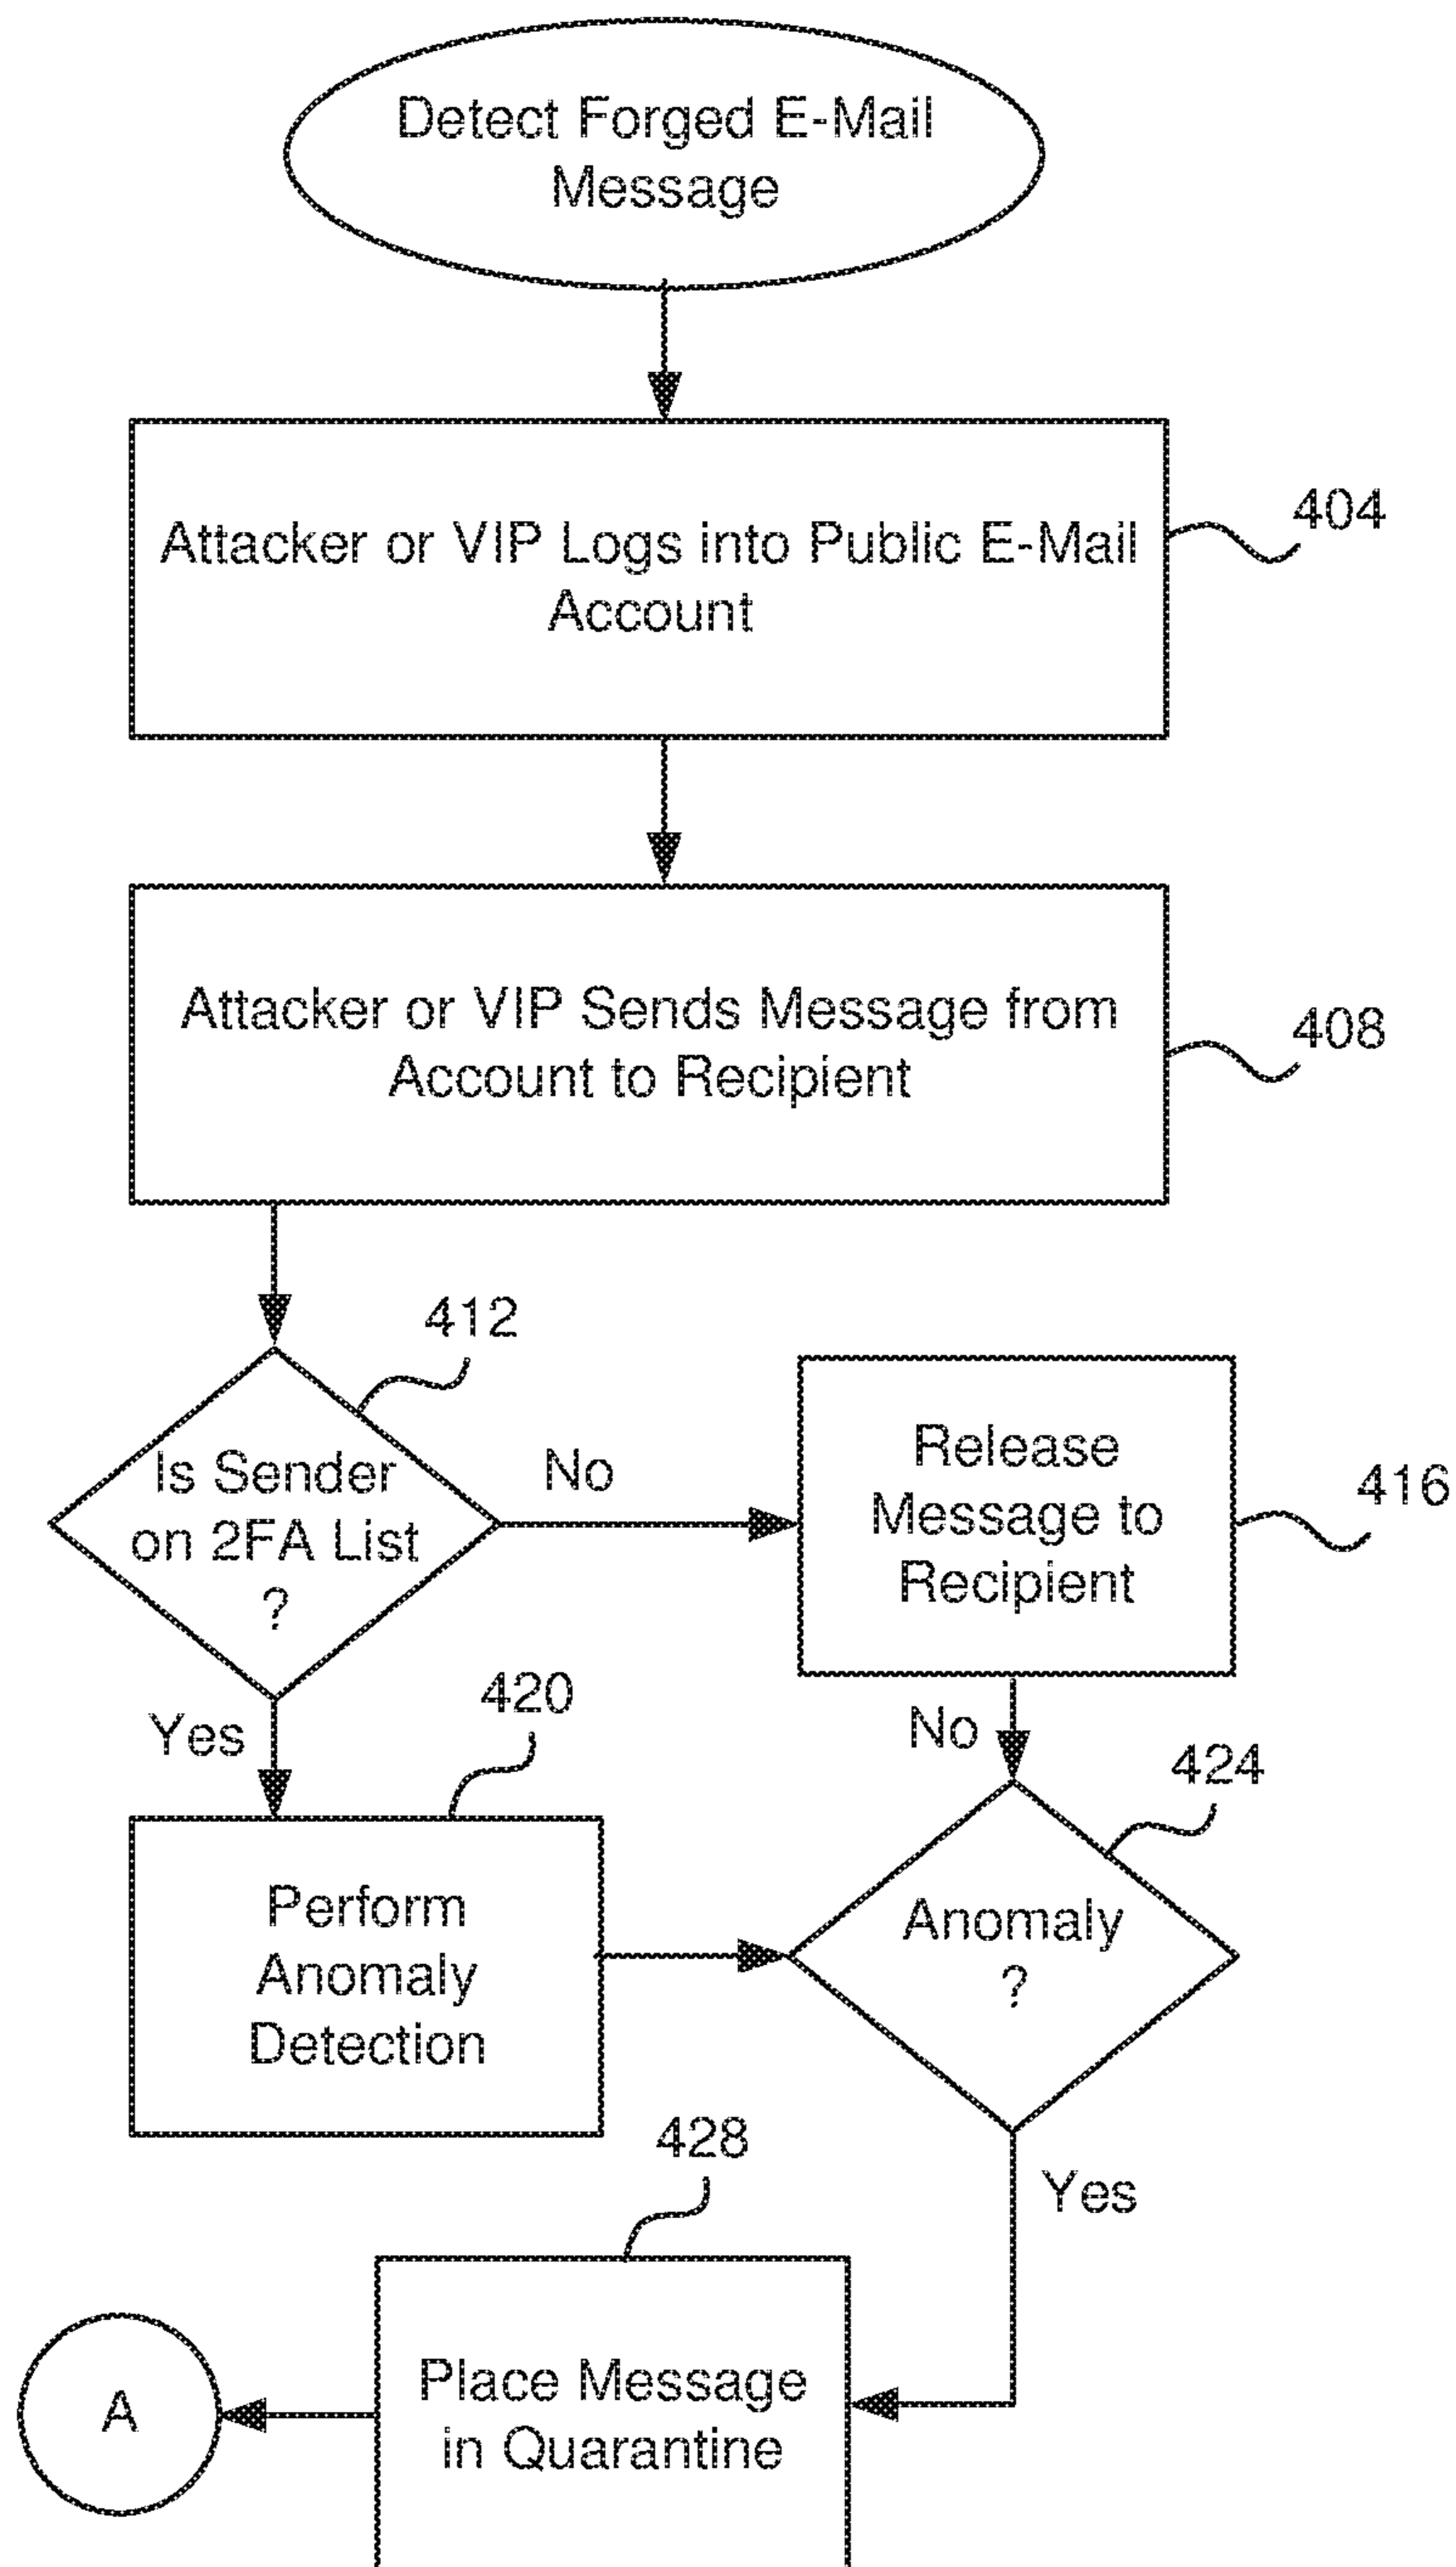 Detect Forged E-Mail
Message
Attacker or VIP Logs into Public E-Mail
Account
404
Attacker or VIP Sends Message from
Account to Recipient
408
412
Is Sender
on 2FA List
?
No
Release
Message to
Recipient
416
Yes
420
No
424
Perform
Anomaly
Detection
Anomaly
?
428
Yes
Place Message
in Quarantine
A